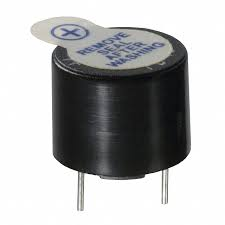 +
REMOVE
SEAL AFTER
WASHING